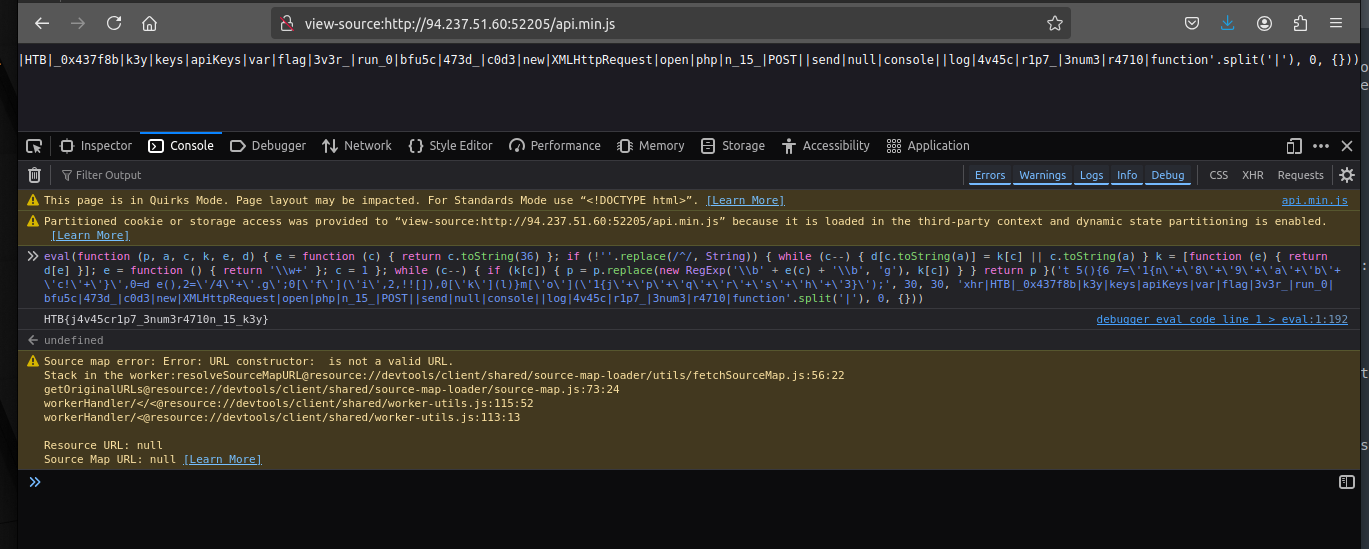 view-source:http://94.237.51.60:52205/api.min.js
|HTB|_0x437f8b|k3y|keys|apiKeys|var|flag|3v3r_|run_0|bfu5c|473d_|c0d3|new|XMLHttpRequest|open|php|n_15_|POST||send|null|console||log|4v45c|r1p7_|3num3|r4710|function'.split('|'), 0, {}))
Inspector Console Debugger Network Style Editor Performance Memory Storage Accessibility Application
Filter Output Errors Warnings Logs Info Debug CSS XHR Requests
This page is in Quirks Mode. Page layout may be impacted. For Standards Mode use “<!DOCTYPE html>”. [Learn More] api.min.js
Partitioned cookie or storage access was provided to “view-source:http://94.237.51.60:52205/api.min.js” because it is loaded in the third-party context and dynamic state partitioning is enabled.
[Learn More]
eval(function (p, a, c, k, e, d) { e = function (c) { return c.toString(36) }; if (!''.replace(/^/, String)) { while (c--) { d[c.toString(a)] = k[c] || c.toString(a) } k = [function (e) { return
d[e] }]; e = function () { return '\\w+' }; c = 1 }; while (c--) { if (k[c]) { p = p.replace(new RegExp('\\b' + e(c) + '\\b', 'g'), k[c]) } } return p }('t 5(){6 7=\'1{n\'+\'8\'+\'9\'+\'a\'+\'b\'+
\'c!\'+\'}\',0=d e(),2=\'/4\'+\'.g\';0[\'f\'](\'i\',2,!![]),0[\'k\'](l)}m[\'o\'](\'1{j\'+\'p\'+\'q\'+\'r\'+\'s\'+\'h\'+\'3}\');', 30, 30, 'xhr|HTB|_0x437f8b|k3y|keys|apiKeys|var|flag|3v3r_|run_0|
bfu5c|473d_|c0d3|new|XMLHttpRequest|open|php|n_15_|POST||send|null|console||log|4v45c|r1p7_|3num3|r4710|function'.split('|'), 0, {}))
HTB{j4v45cr1p7_3num3r4710n_15_k3y} debugger eval code line 1 > eval:1:192
undefined
Source map error: Error: URL constructor:  is not a valid URL.
Stack in the worker:resolveSourceMapURL@resource://devtools/client/shared/source-map-loader/utils/fetchSourceMap.js:56:22
getOriginalURLs@resource://devtools/client/shared/source-map-loader/source-map.js:73:24
workerHandler/</<@resource://devtools/client/shared/worker-utils.js:115:52
workerHandler/<@resource://devtools/client/shared/worker-utils.js:113:13
Resource URL: null
Source Map URL: null [Learn More]